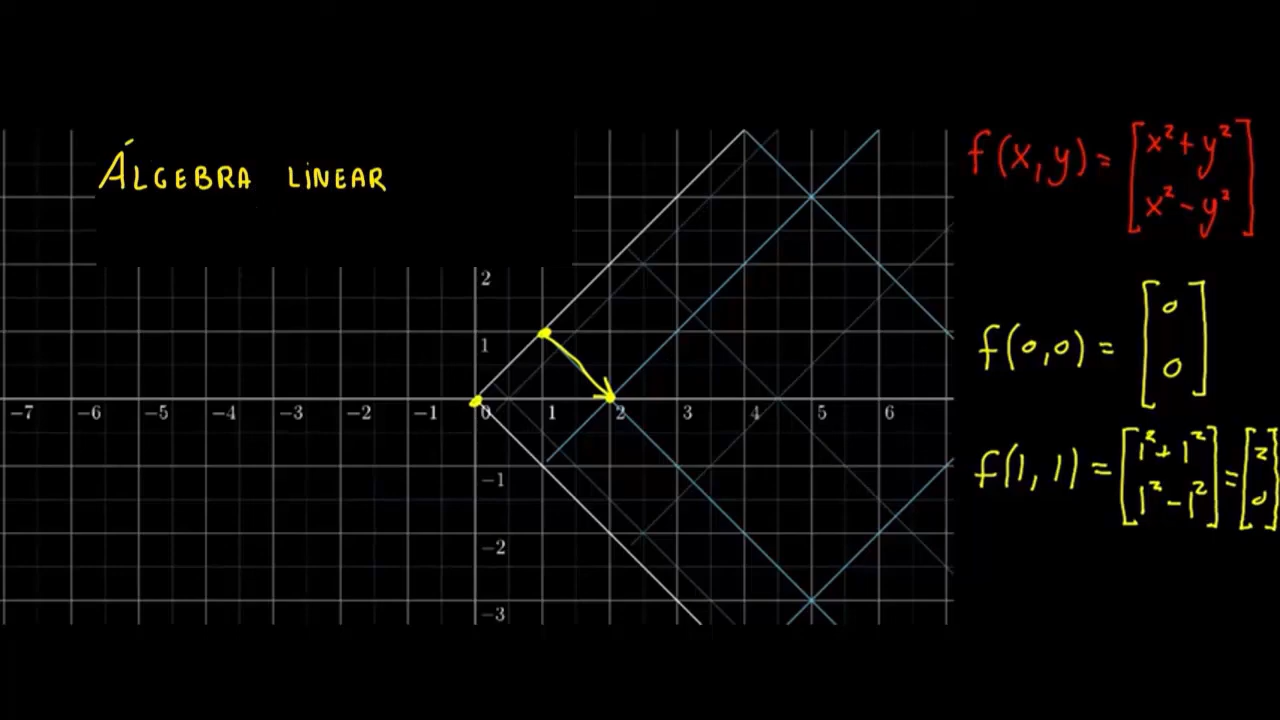 ÁLGEBRA LINEAR
f(x,y) = [x²+y²
x²-y²]
2
f(0,0) = [0
0]
1
-7 -6 -5 -4 -3 -2 -1 0 1 2 3 5 6
f(1,1) = [1²+1²
1²-1²] = [2
0]
-1
-2
-3